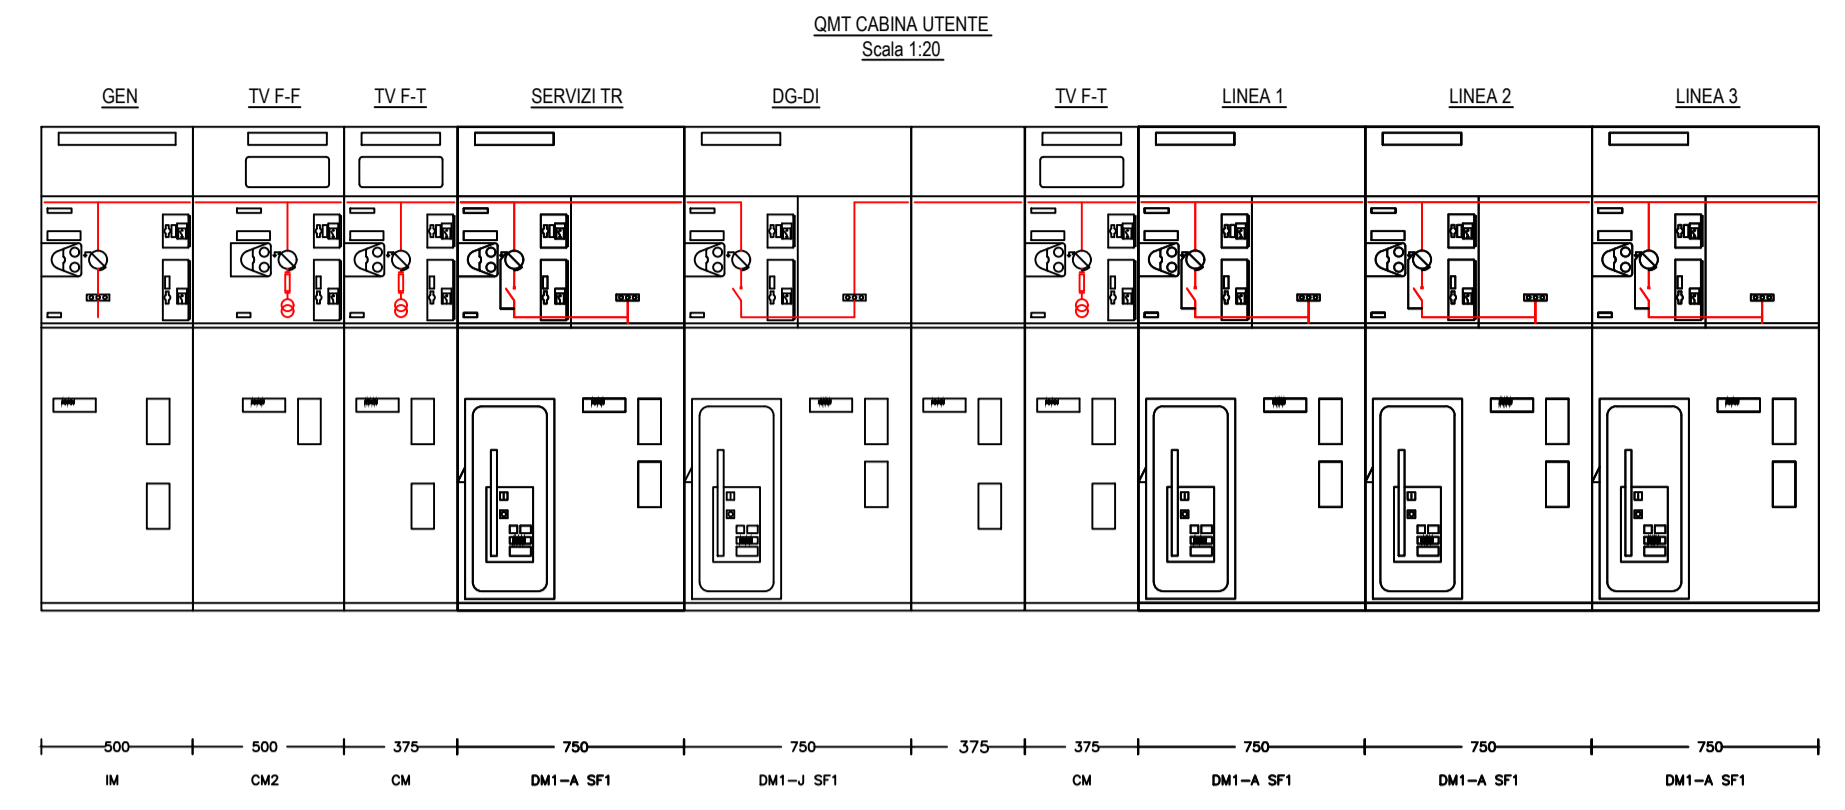 QMT CABINA UTENTE
Scala 1:20
GEN TV F-F TV F-T SERVIZI TR DG-DI TV F-T LINEA 1 LINEA 2 LINEA 3
500 500 375 750 750 375 375 750 750 750
IM CM2 CM DM1-A SF1 DM1-J SF1 CM DM1-A SF1 DM1-A SF1 DM1-A SF1